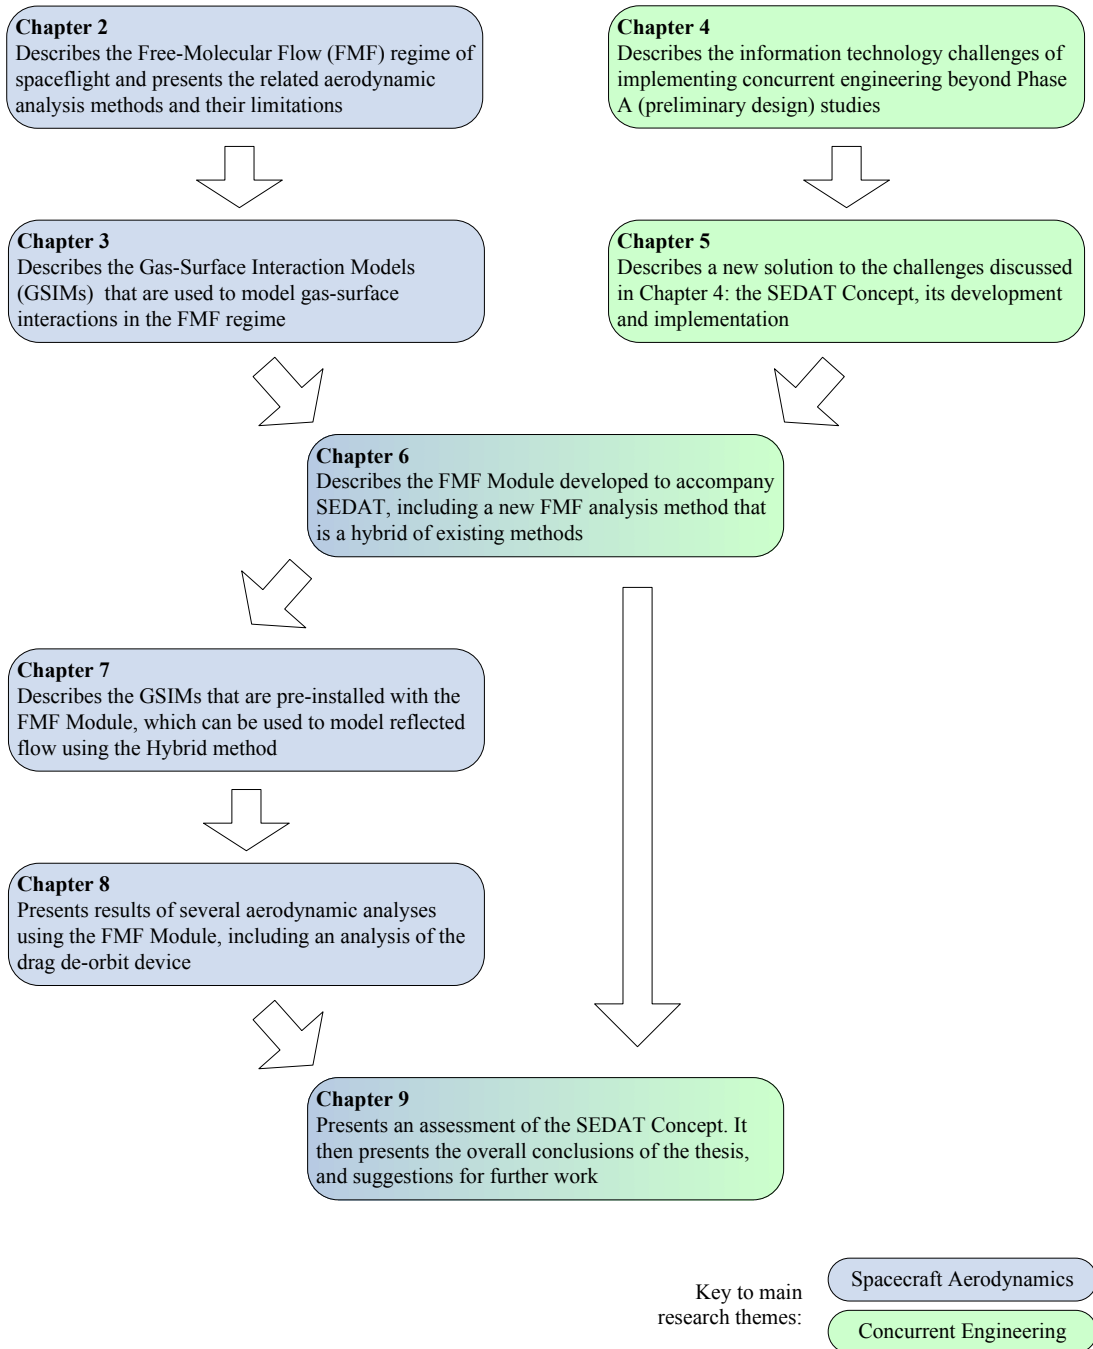 Chapter 2
Describes the Free-Molecular Flow (FMF) regime of
spaceflight and presents the related aerodynamic
analysis methods and their limitations
Chapter 4
Describes the information technology challenges of
implementing concurrent engineering beyond Phase
A (preliminary design) studies
Chapter 3
Describes the Gas-Surface Interaction Models
(GSIMs)  that are used to model gas-surface
interactions in the FMF regime
Chapter 5
Describes a new solution to the challenges discussed
in Chapter 4: the SEDAT Concept, its development
and implementation
Chapter 6
Describes the FMF Module developed to accompany
SEDAT, including a new FMF analysis method that
is a hybrid of existing methods
Chapter 7
Describes the GSIMs that are pre-installed with the
FMF Module, which can be used to model reflected
flow using the Hybrid method
Chapter 8
Presents results of several aerodynamic analyses
using the FMF Module, including an analysis of the
drag de-orbit device
Chapter 9
Presents an assessment of the SEDAT Concept. It
then presents the overall conclusions of the thesis,
and suggestions for further work
Key to main
research themes:
Spacecraft Aerodynamics
Concurrent Engineering